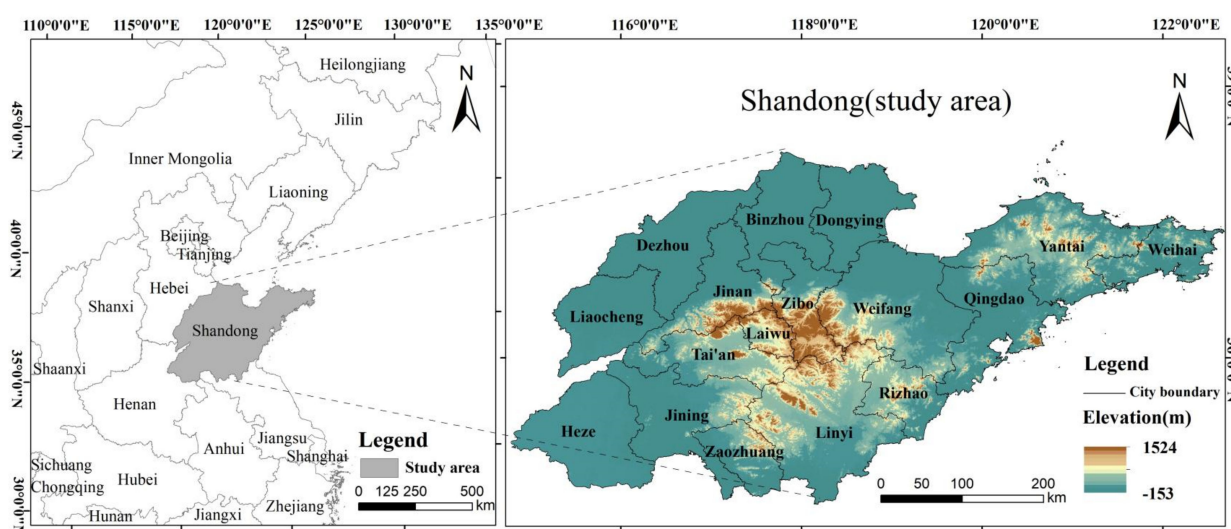 110°0'0"E 115°0'0"E 120°0'0"E 125°0'0"E 130°0'0"E 135°0'0"E
45°0'0"N
40°0'0"N
35°0'0"N
30°0'0"N
N
Heilongjiang
Jilin
Inner Mongolia
Liaoning
Beijing
Tianjing
Hebei
Shanxi
Shandong
Shaanxi
Henan
Jiangsu
Anhui
Shanghai
Sichuang
Chongqing
Hubei
Zhejiang
Hunan
Jiangxi
Legend
Study area
0 125 250 500
km
116°0'0"E 118°0'0"E 120°0'0"E 122°0'0"E
N
Shandong(study area)
Binzhou
Dongying
Dezhou
Yantai
Weihai
Jinan
Zibo
Weifang
Qingdao
Liaocheng
Laiwu
Tai'an
Rizhao
Jining
Heze
Linyi
Zaozhuang
0 50 100 200
km
Legend
City boundary
Elevation(m)
1524
-153